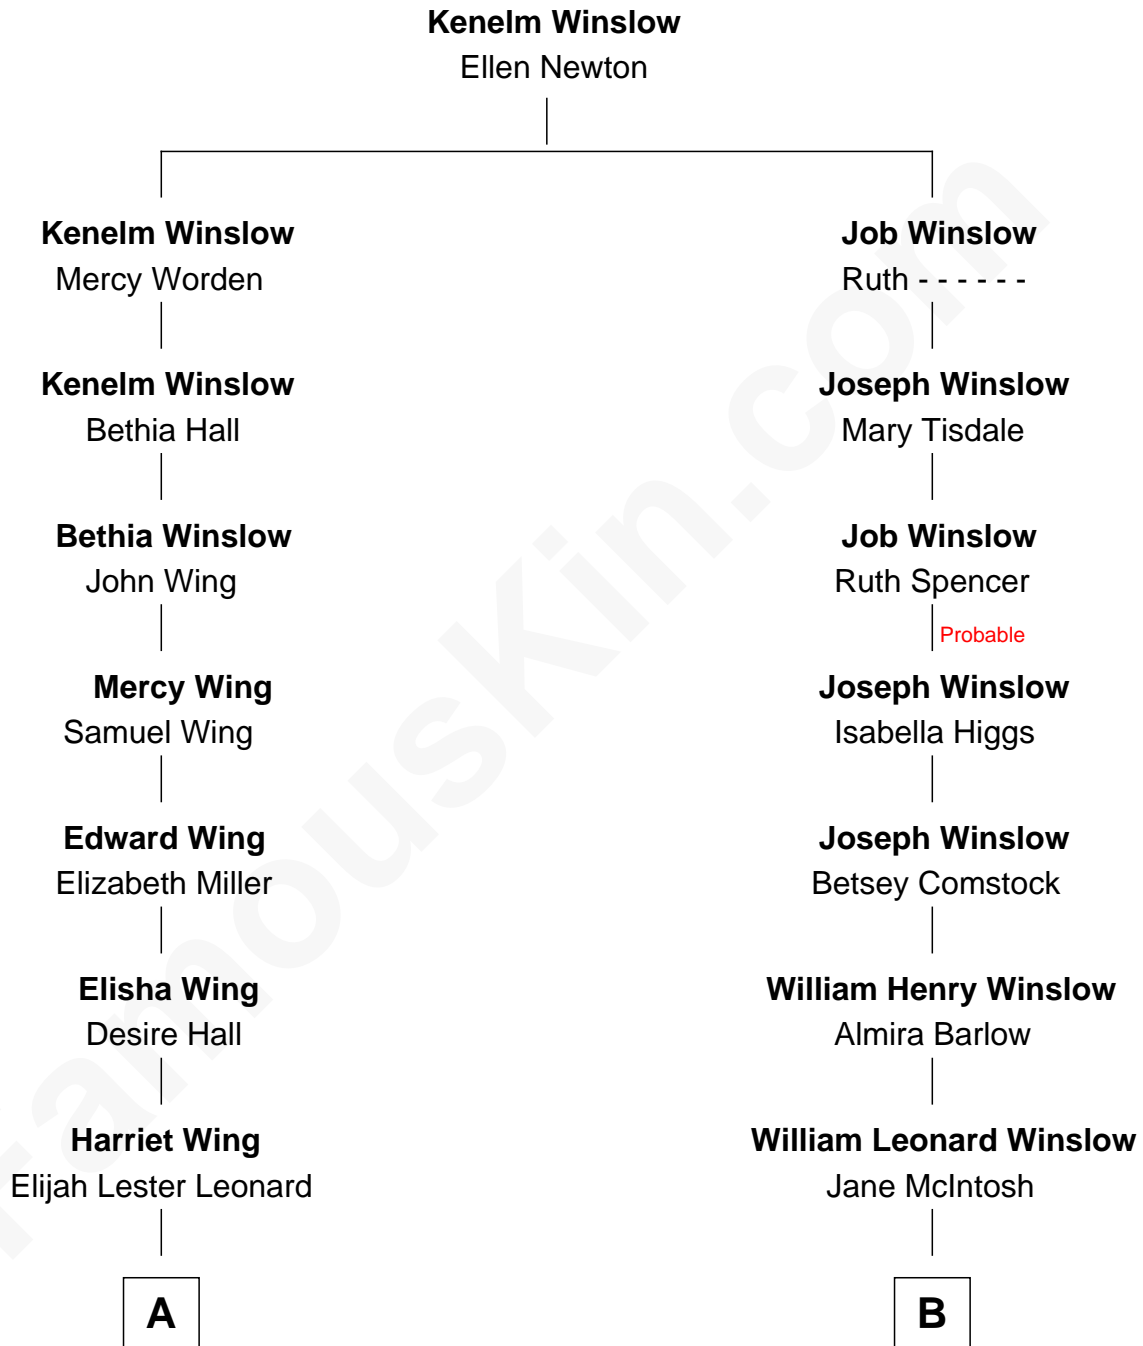 Kenelm Winslow
Ellen Newton
Kenelm Winslow
Mercy Worden
Job Winslow
Ruth - - - - - -
Kenelm Winslow
Bethia Hall
Joseph Winslow
Mary Tisdale
Bethia Winslow
John Wing
Job Winslow
Ruth Spencer
Probable
Mercy Wing
Samuel Wing
Joseph Winslow
Isabella Higgs
Edward Wing
Elizabeth Miller
Joseph Winslow
Betsey Comstock
Elisha Wing
Desire Hall
William Henry Winslow
Almira Barlow
Harriet Wing
Elijah Lester Leonard
William Leonard Winslow
Jane McIntosh
A
B
FamousKin.com